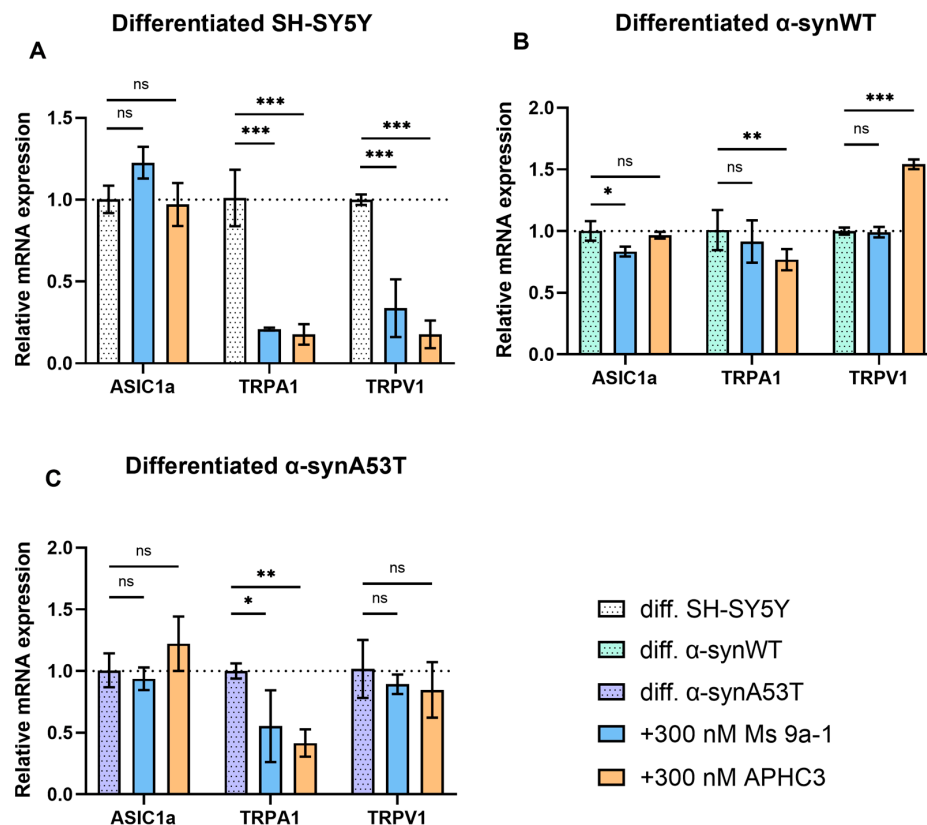 Differentiated SH-SY5Y
A
Relative mRNA expression
1.5
1.0
0.5
0.0
ns
ns
***
***
***
***
ASIC1a
TRPA1
TRPV1
Differentiated α-synWT
B
Relative mRNA expression
2.0
1.5
1.0
0.5
0.0
ns
*
**
ns
***
ns
ASIC1a
TRPA1
TRPV1
Differentiated α-synA53T
C
Relative mRNA expression
2.0
1.5
1.0
0.5
0.0
ns
ns
**
*
ns
ns
ASIC1a
TRPA1
TRPV1
diff. SH-SY5Y
diff. α-synWT
diff. α-synA53T
+300 nM Ms 9a-1
+300 nM APHC3